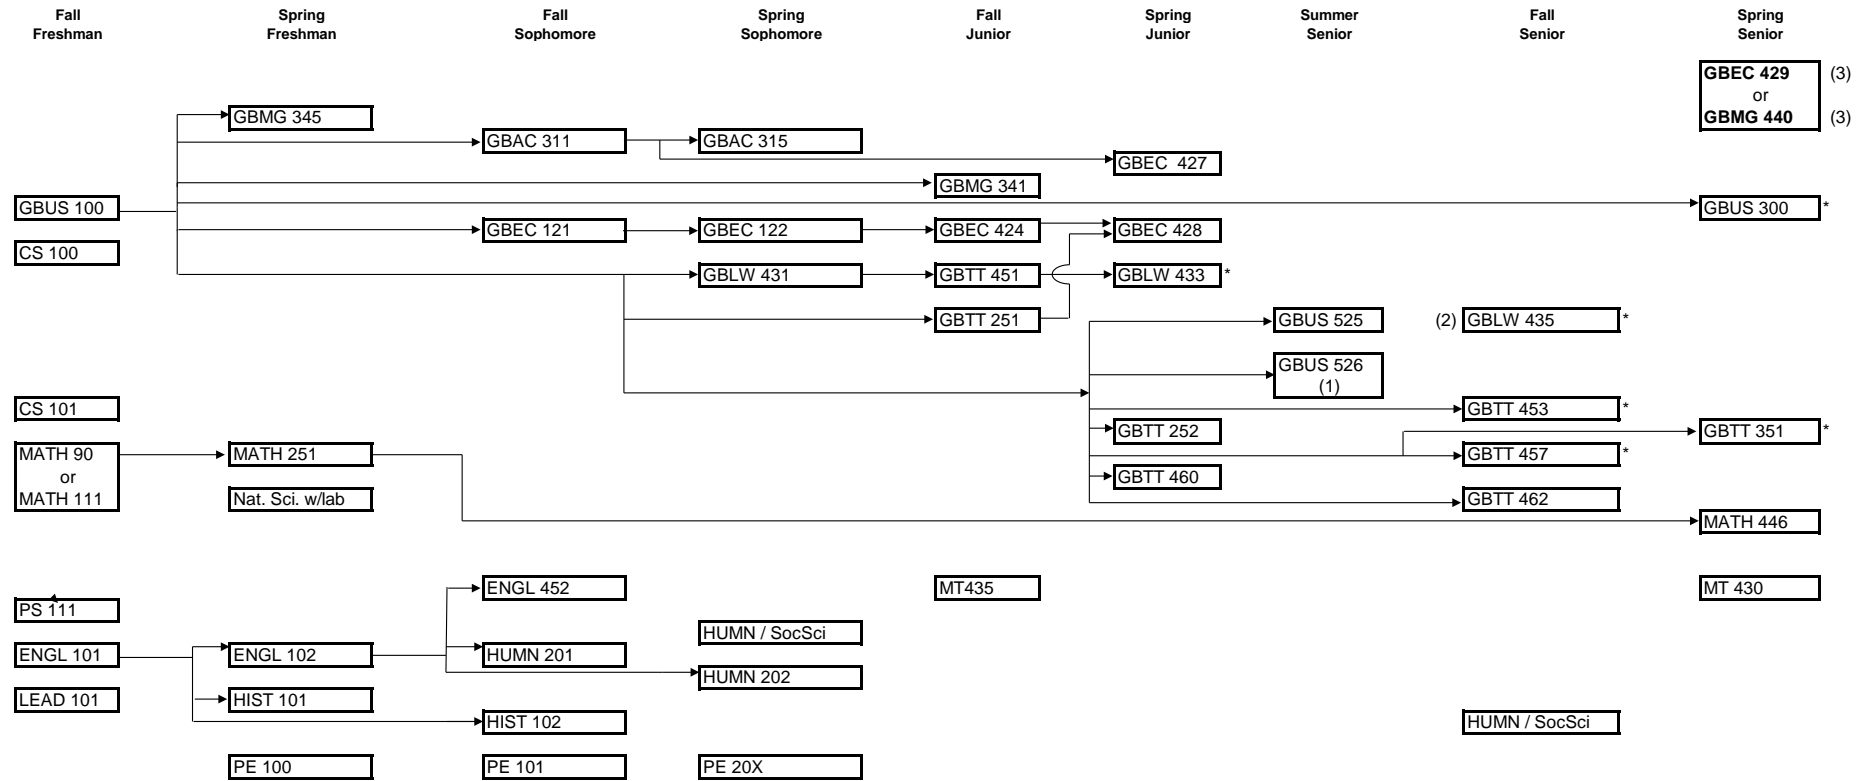 Fall Spring Fall Spring Fall Spring Summer Fall Spring
Freshman Freshman Sophomore Sophomore Junior Junior Senior Senior Senior
GBEC 429 (3)
or
GBMG 345 GBMG 440 (3)
GBAC 311 GBAC 315
GBEC 427
GBMG 341
GBUS 100 GBUS 300 *
GBEC 121 GBEC 122 GBEC 424 GBEC 428
CS 100
GBLW 431 GBTT 451 GBLW 433 *
GBTT 251 GBUS 525 (2) GBLW 435 *
GBUS 526
(1)
CS 101 GBTT 453 *
GBTT 252 GBTT 351 *
MATH 90 MATH 251 GBTT 457 *
or GBTT 460
MATH 111 Nat. Sci. w/lab GBTT 462
MATH 446
ENGL 452 MT435 MT 430
PS 111
HUMN / SocSci
ENGL 101 ENGL 102 HUMN 201
HUMN 202
LEAD 101 HIST 101
HIST 102 HUMN / SocSci
PE 100 PE 101 PE 20X